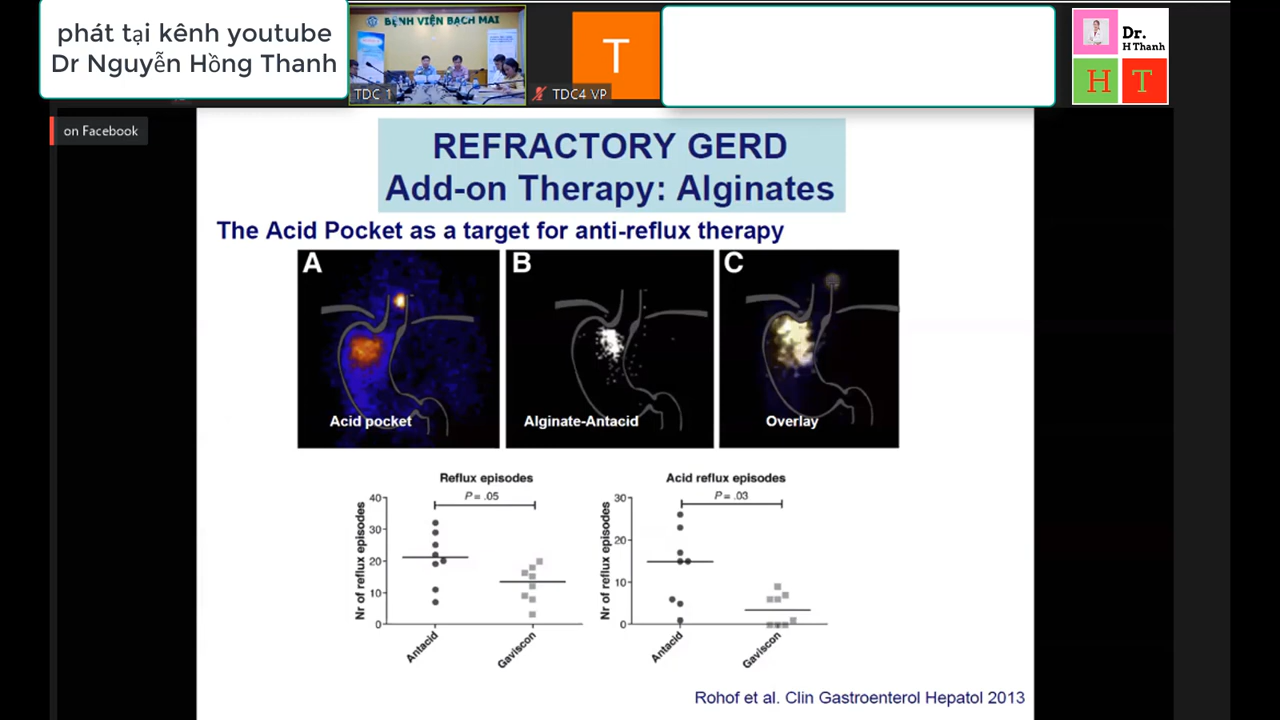 phát tại kênh youtube
Dr Nguyễn Hồng Thanh
BỆNH VIỆN BẠCH MAI
TDC 1
T
TDC4 VP
Dr.
H Thanh
H T
on Facebook
REFRACTORY GERD
Add-on Therapy: Alginates
The Acid Pocket as a target for anti-reflux therapy
A
B
C
Acid pocket
Alginate-Antacid
Overlay
Reflux episodes
P = .05
Nr of reflux episodes
40
30
20
10
0
Antacid
Gaviscon
Acid reflux episodes
P = .03
Nr of reflux episodes
30
20
10
0
Antacid
Gaviscon
Rohof et al. Clin Gastroenterol Hepatol 2013